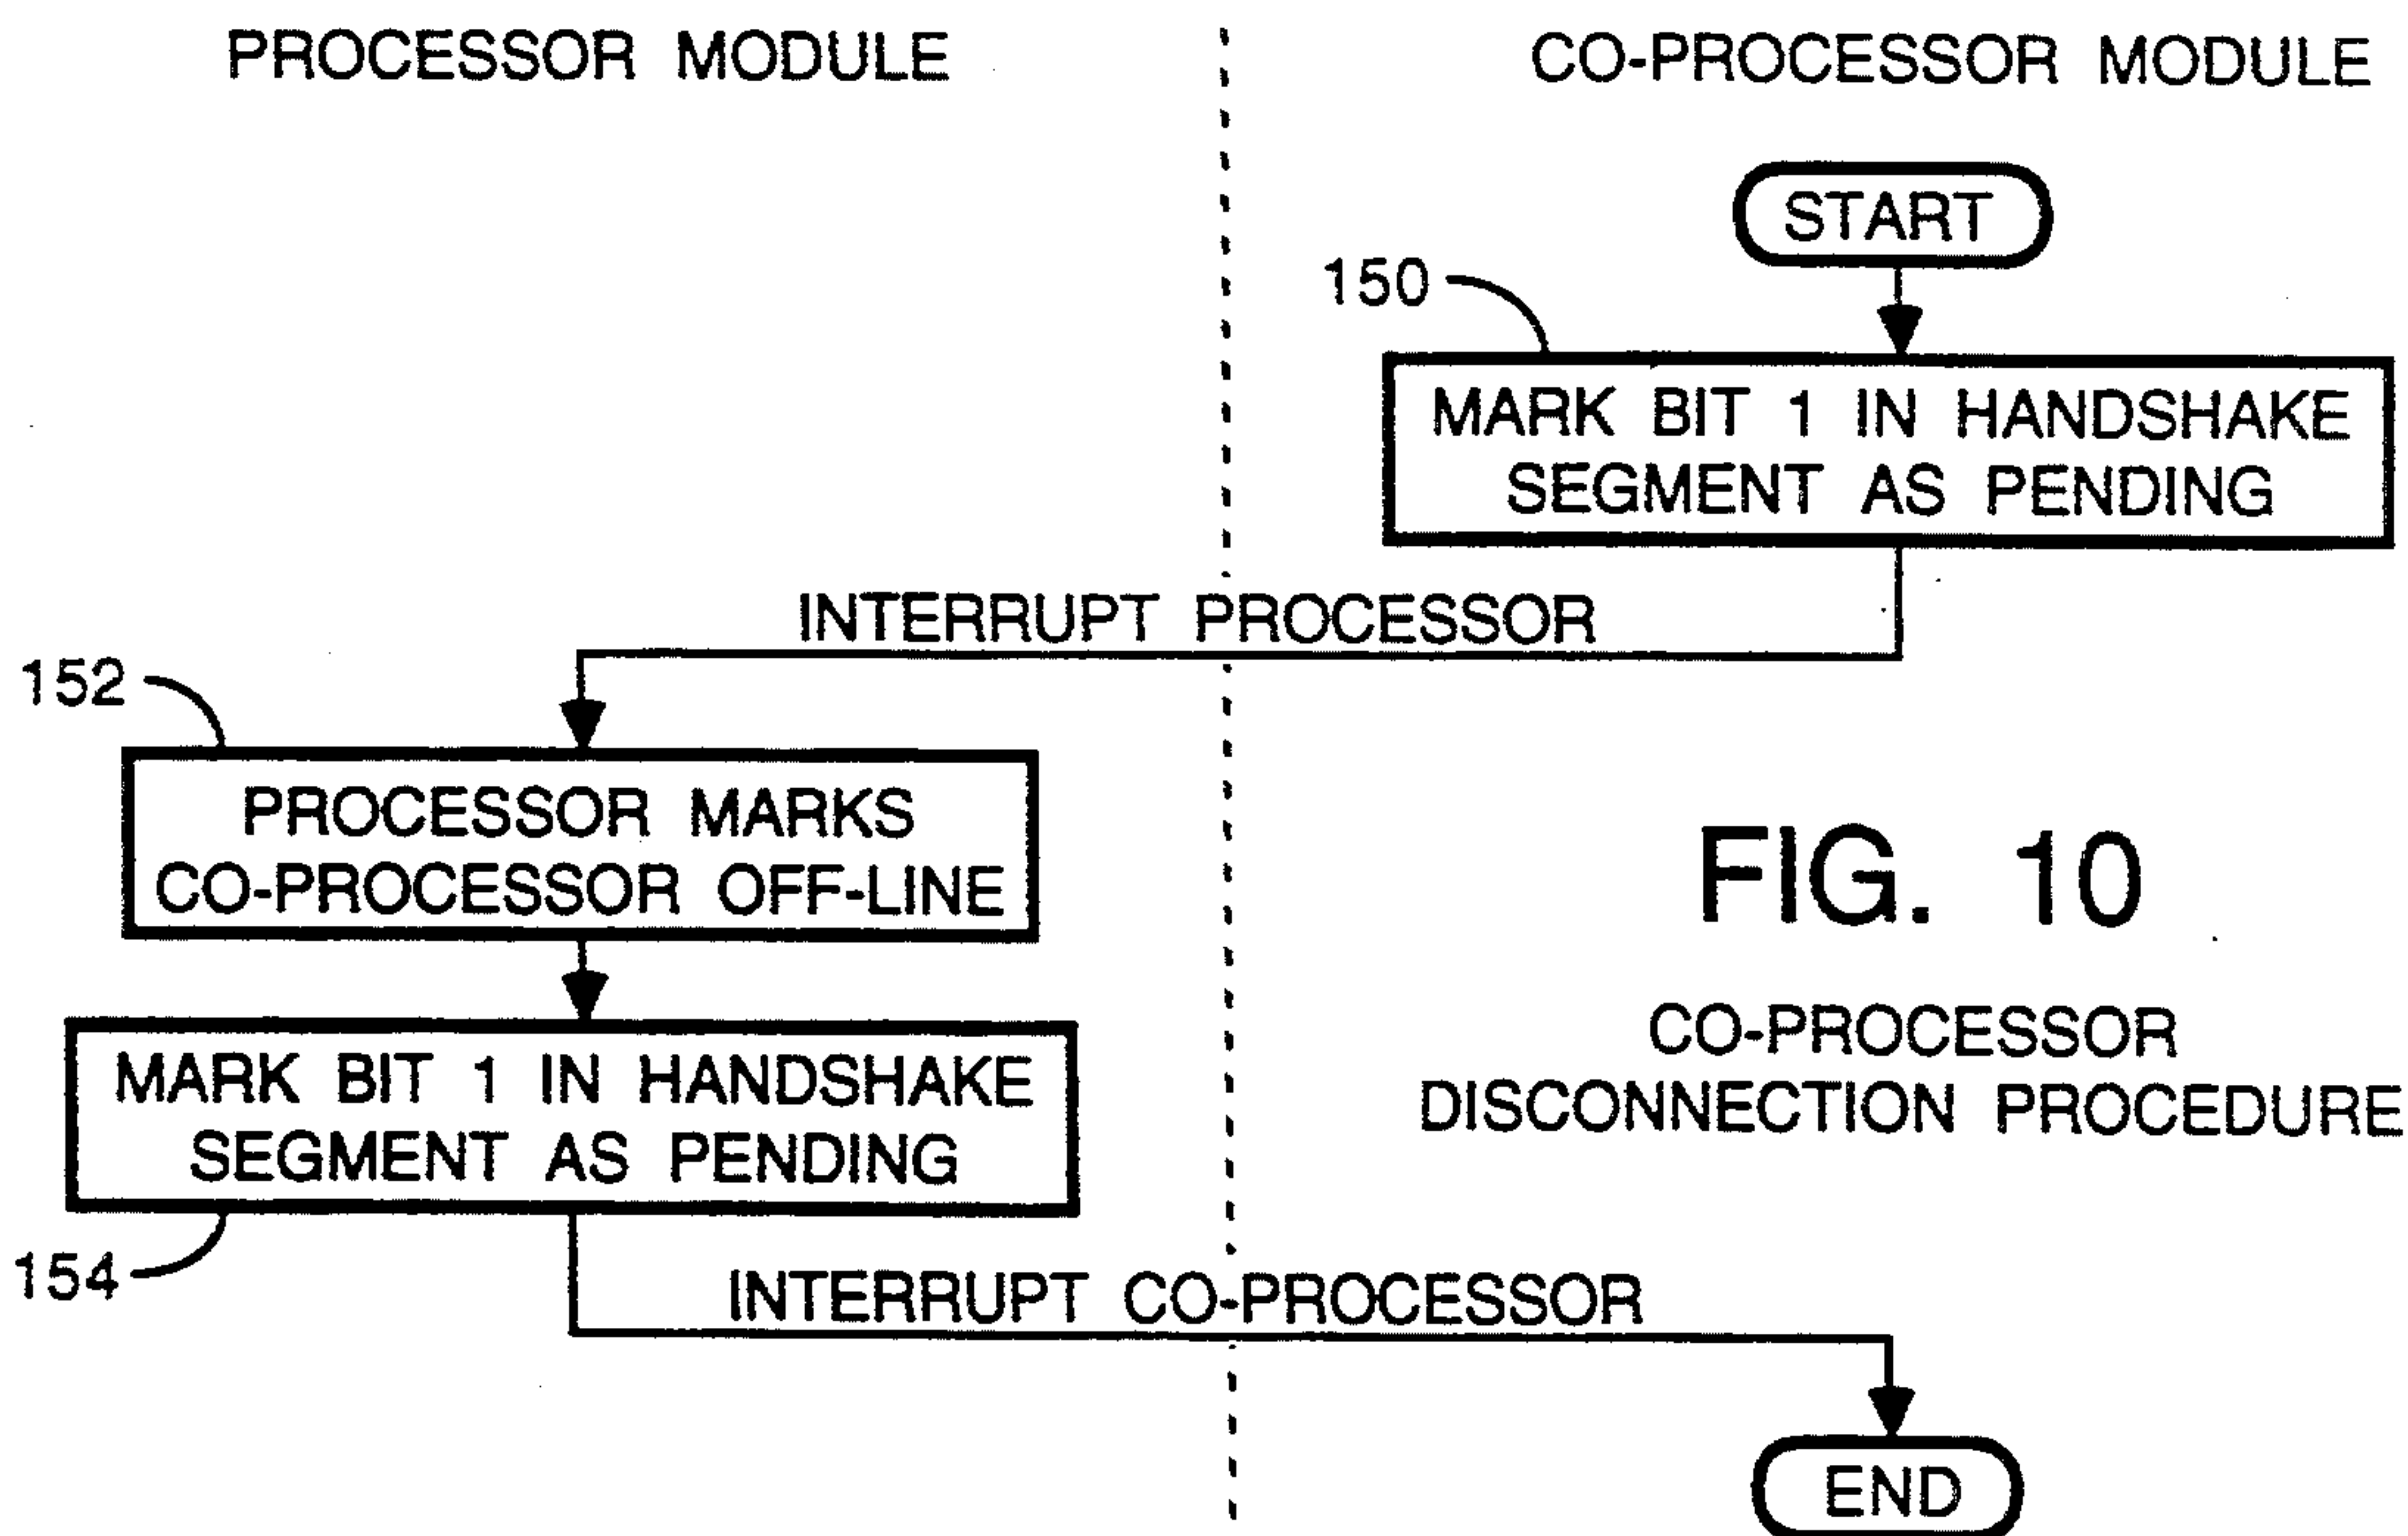 PROCESSOR MODULE
CO-PROCESSOR MODULE
START
150
MARK BIT 1 IN HANDSHAKE
SEGMENT AS PENDING
INTERRUPT PROCESSOR
152
PROCESSOR MARKS
CO-PROCESSOR OFF-LINE
FIG. 10
CO-PROCESSOR
DISCONNECTION PROCEDURE
MARK BIT 1 IN HANDSHAKE
SEGMENT AS PENDING
154
INTERRUPT CO-PROCESSOR
END